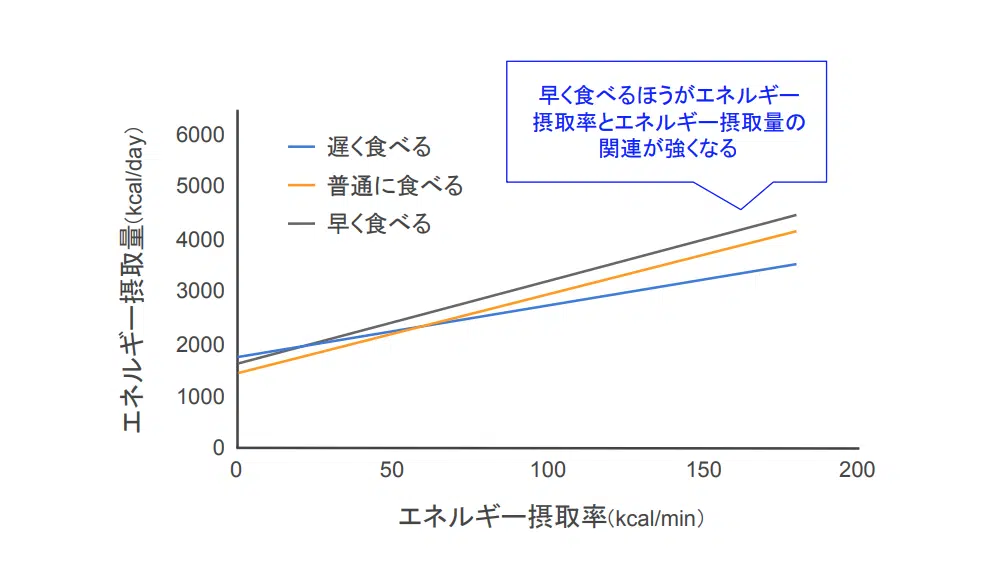 早く食べるほうがエネルギー
摂取率とエネルギー摂取量の
関連が強くなる
遅く食べる
普通に食べる
早く食べる
エネルギー摂取量(kcal/day)
6000
5000
4000
3000
2000
1000
0
0 50 100 150 200
エネルギー摂取率(kcal/min)